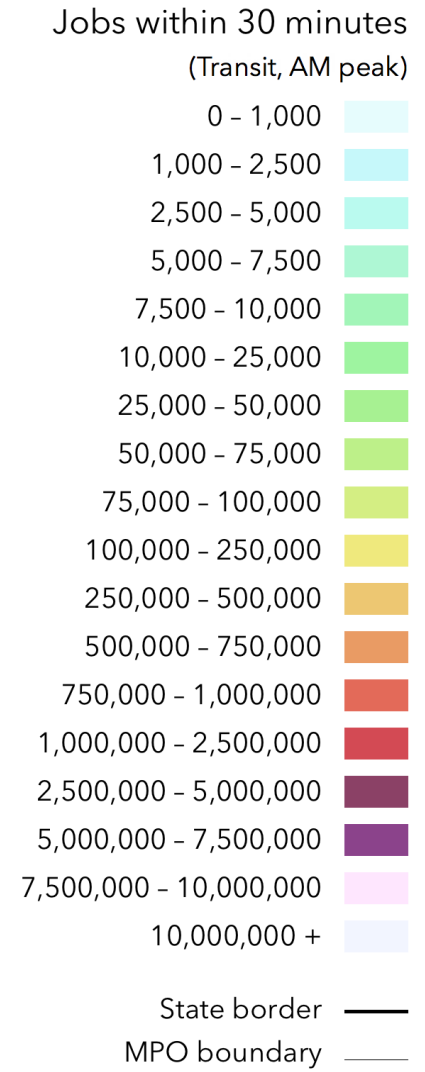 Jobs within 30 minutes
(Transit, AM peak)
0 – 1,000
1,000 – 2,500
2,500 – 5,000
5,000 – 7,500
7,500 – 10,000
10,000 – 25,000
25,000 – 50,000
50,000 – 75,000
75,000 – 100,000
100,000 – 250,000
250,000 – 500,000
500,000 – 750,000
750,000 – 1,000,000
1,000,000 – 2,500,000
2,500,000 – 5,000,000
5,000,000 – 7,500,000
7,500,000 – 10,000,000
10,000,000 +
State border
MPO boundary